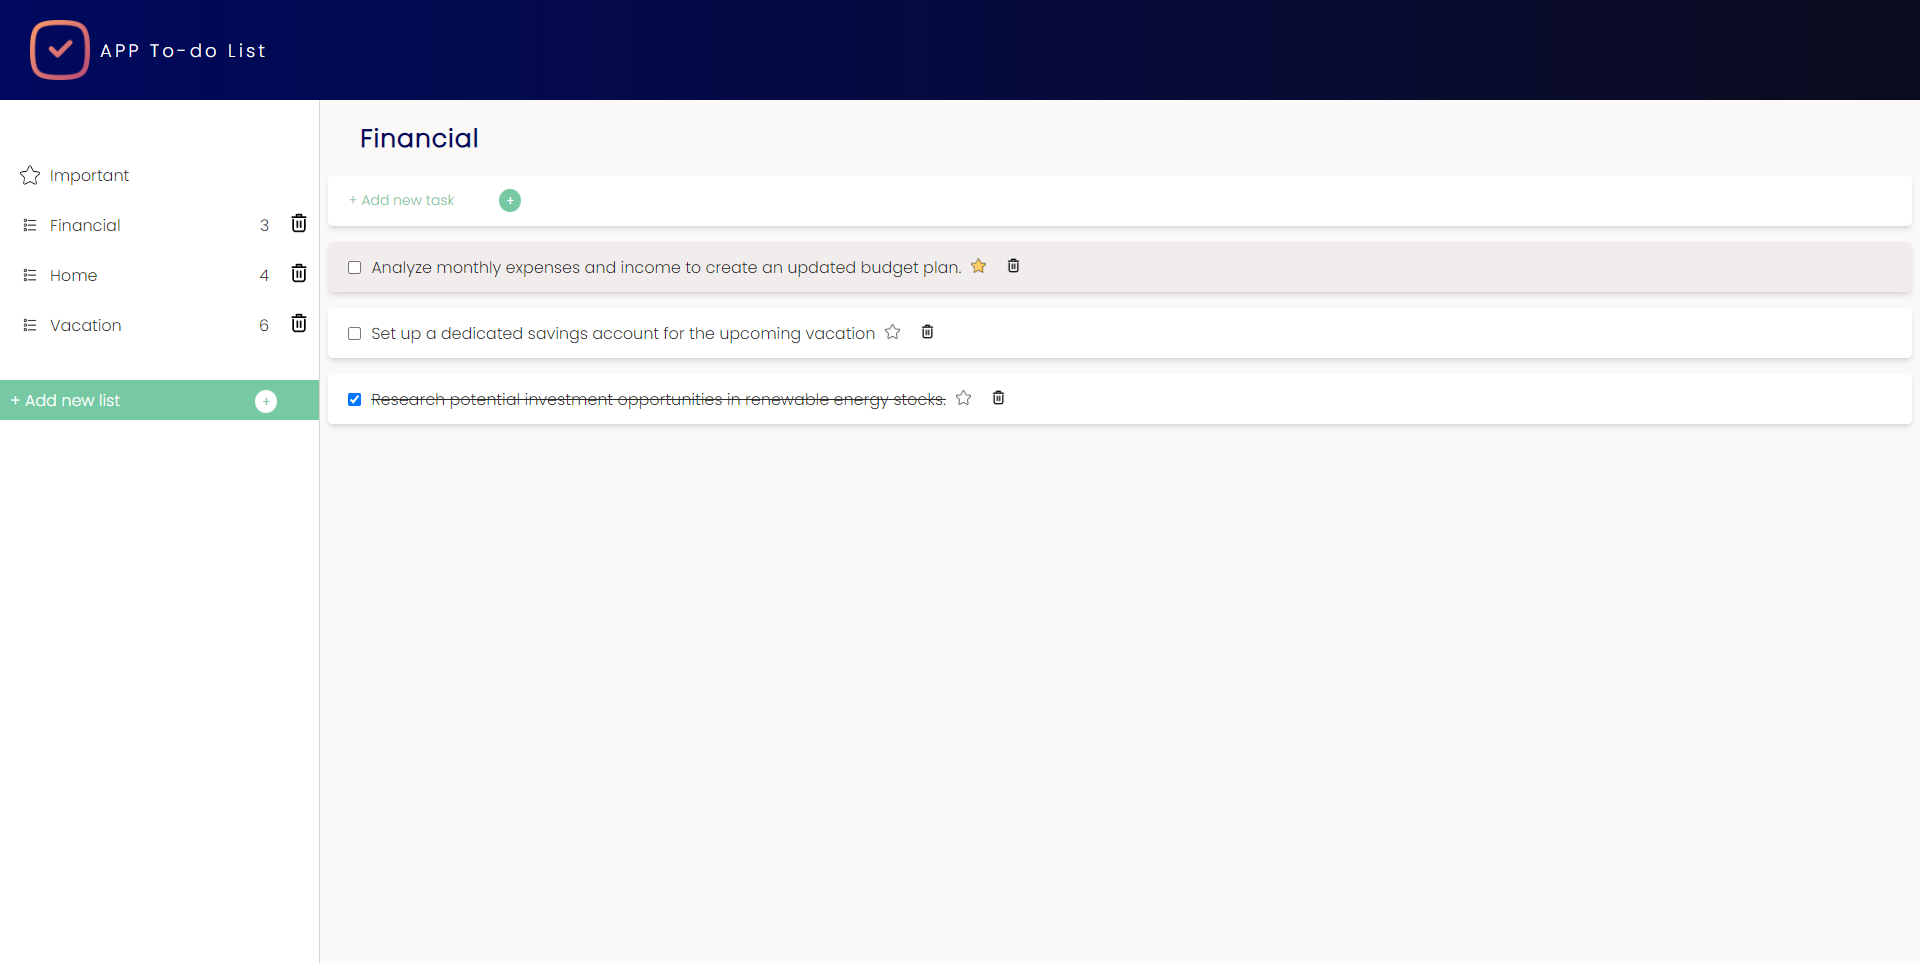 APP To-do List
Important
Financial 3
Home 4
Vacation 6
+ Add new list +
Financial
+ Add new task +
Analyze monthly expenses and income to create an updated budget plan.
Set up a dedicated savings account for the upcoming vacation
Research potential investment opportunities in renewable energy stocks.